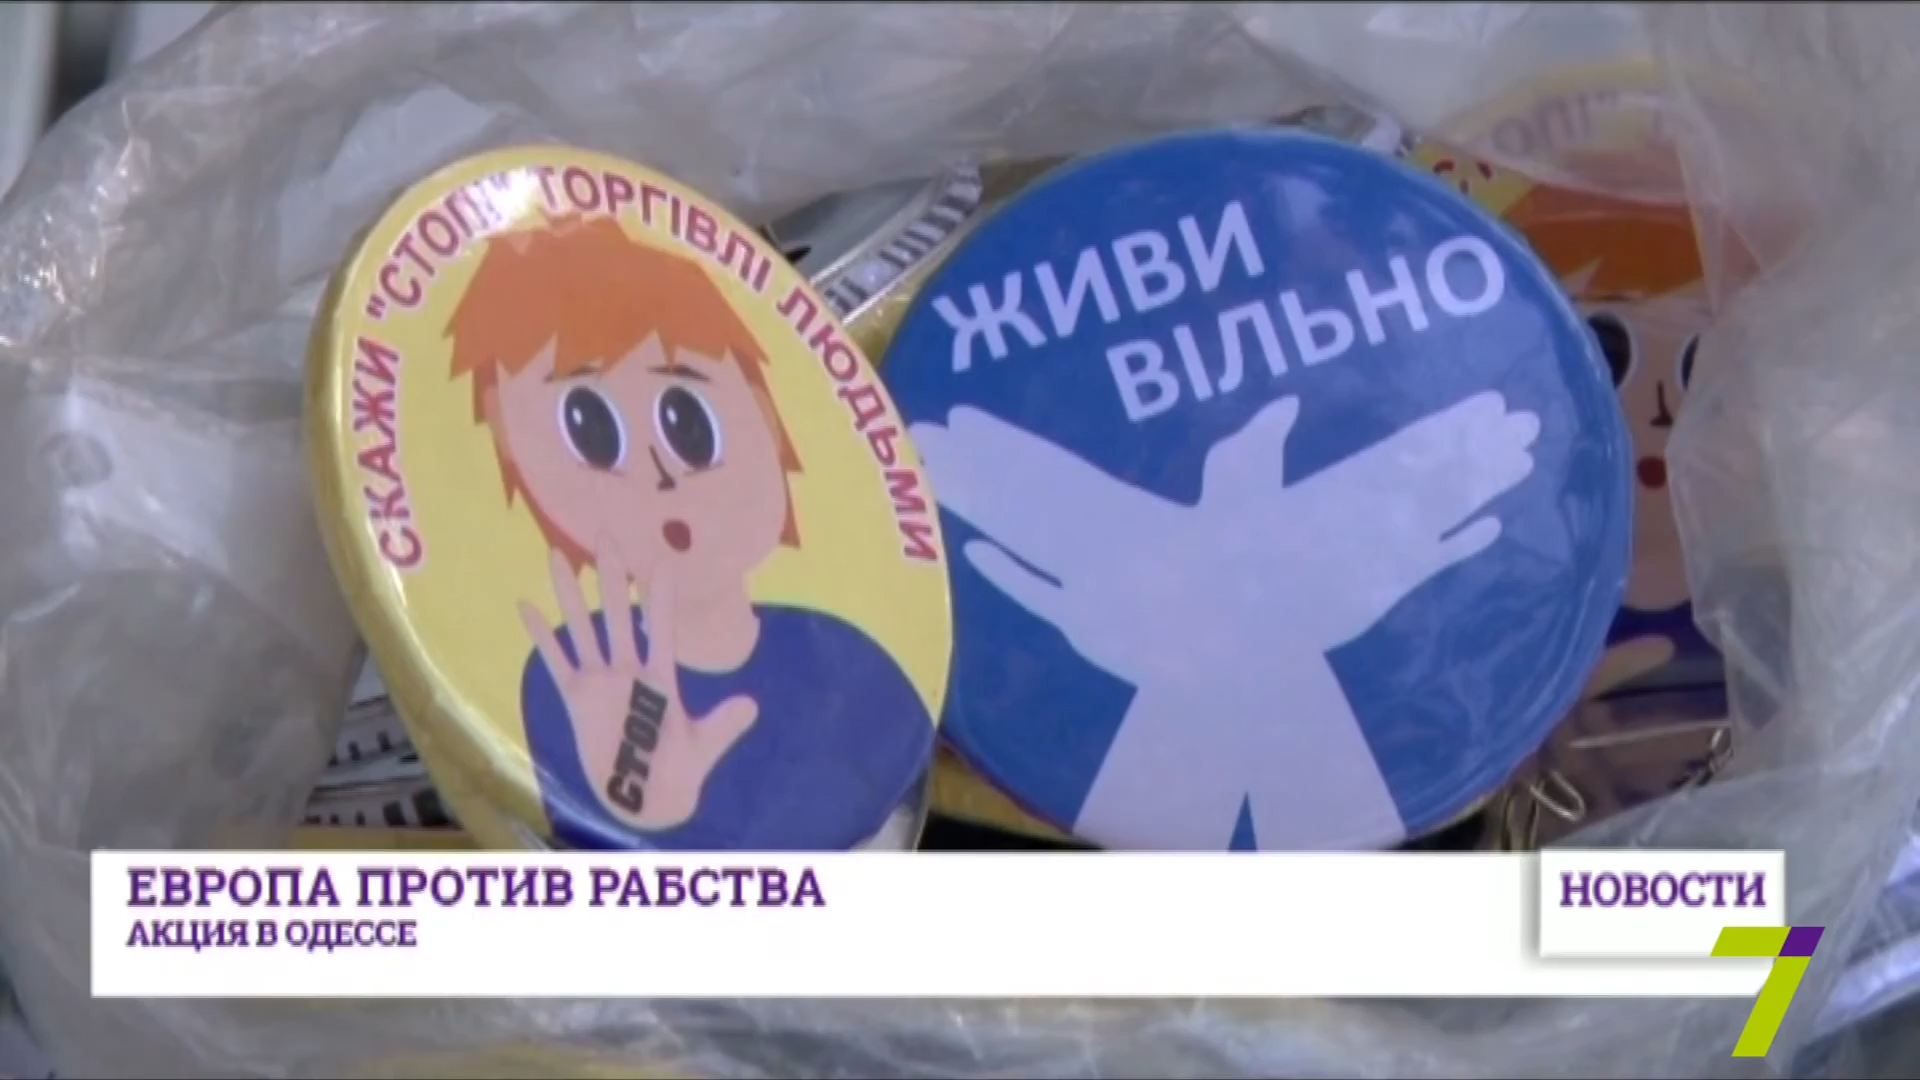 СКАЖИ "СТОП" ТОРГІВЛІ ЛЮДЬМИ
СТОП
ЖИВИ
ВІЛЬНО
ЕВРОПА ПРОТИВ РАБСТВА
АКЦИЯ В ОДЕССЕ
НОВОСТИ
7